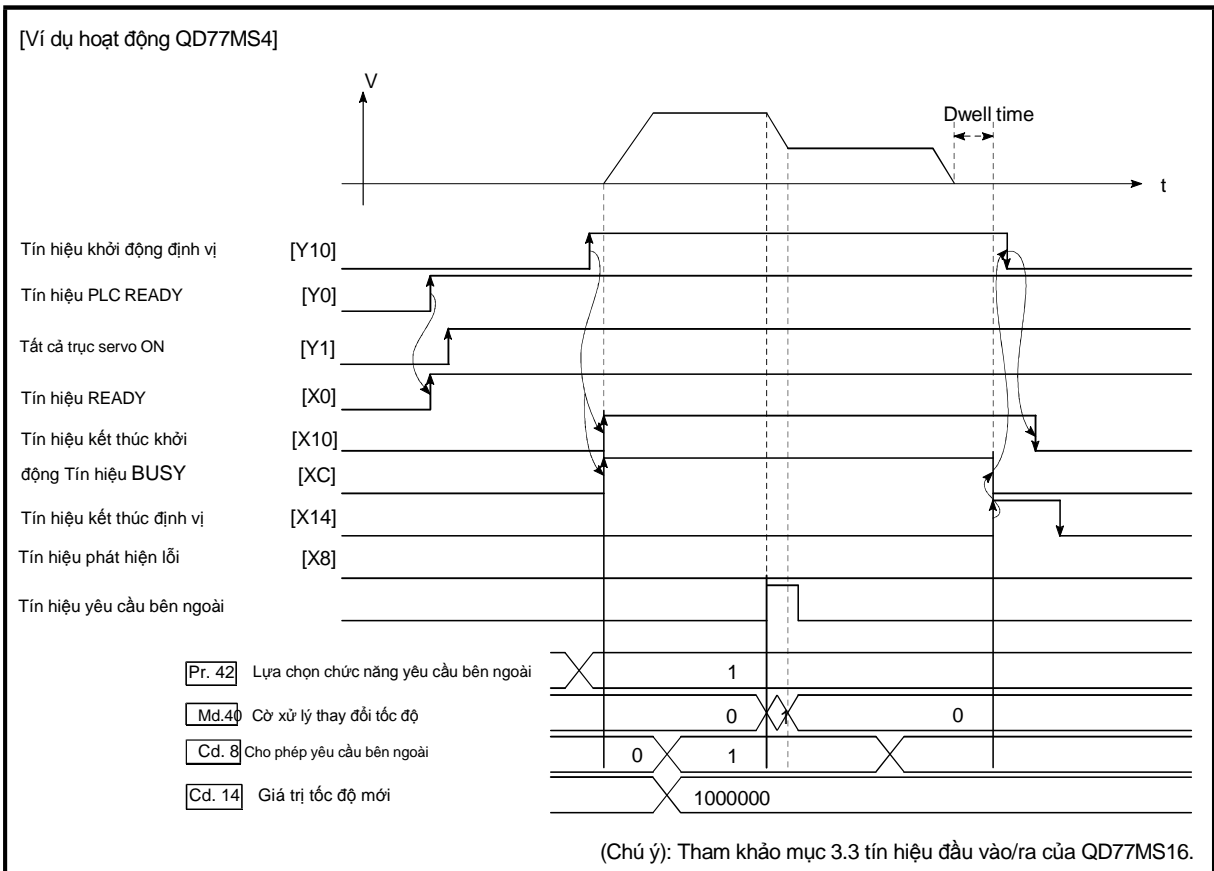 [Ví dụ hoạt động QD77MS4]
V
Dwell time
t
Tín hiệu khởi động định vị [Y10]
Tín hiệu PLC READY [Y0]
Tất cả trục servo ON [Y1]
Tín hiệu READY [X0]
Tín hiệu kết thúc khởi [X10]
động Tín hiệu BUSY [XC]
Tín hiệu kết thúc định vị [X14]
Tín hiệu phát hiện lỗi [X8]
Tín hiệu yêu cầu bên ngoài
Pr. 42 Lựa chọn chức năng yêu cầu bên ngoài 1
Md.40 Cờ xử lý thay đổi tốc độ 0 1 0
Cd. 8 Cho phép yêu cầu bên ngoài 0 1
Cd. 14 Giá trị tốc độ mới 1000000
(Chú ý): Tham khảo mục 3.3 tín hiệu đầu vào/ra của QD77MS16.